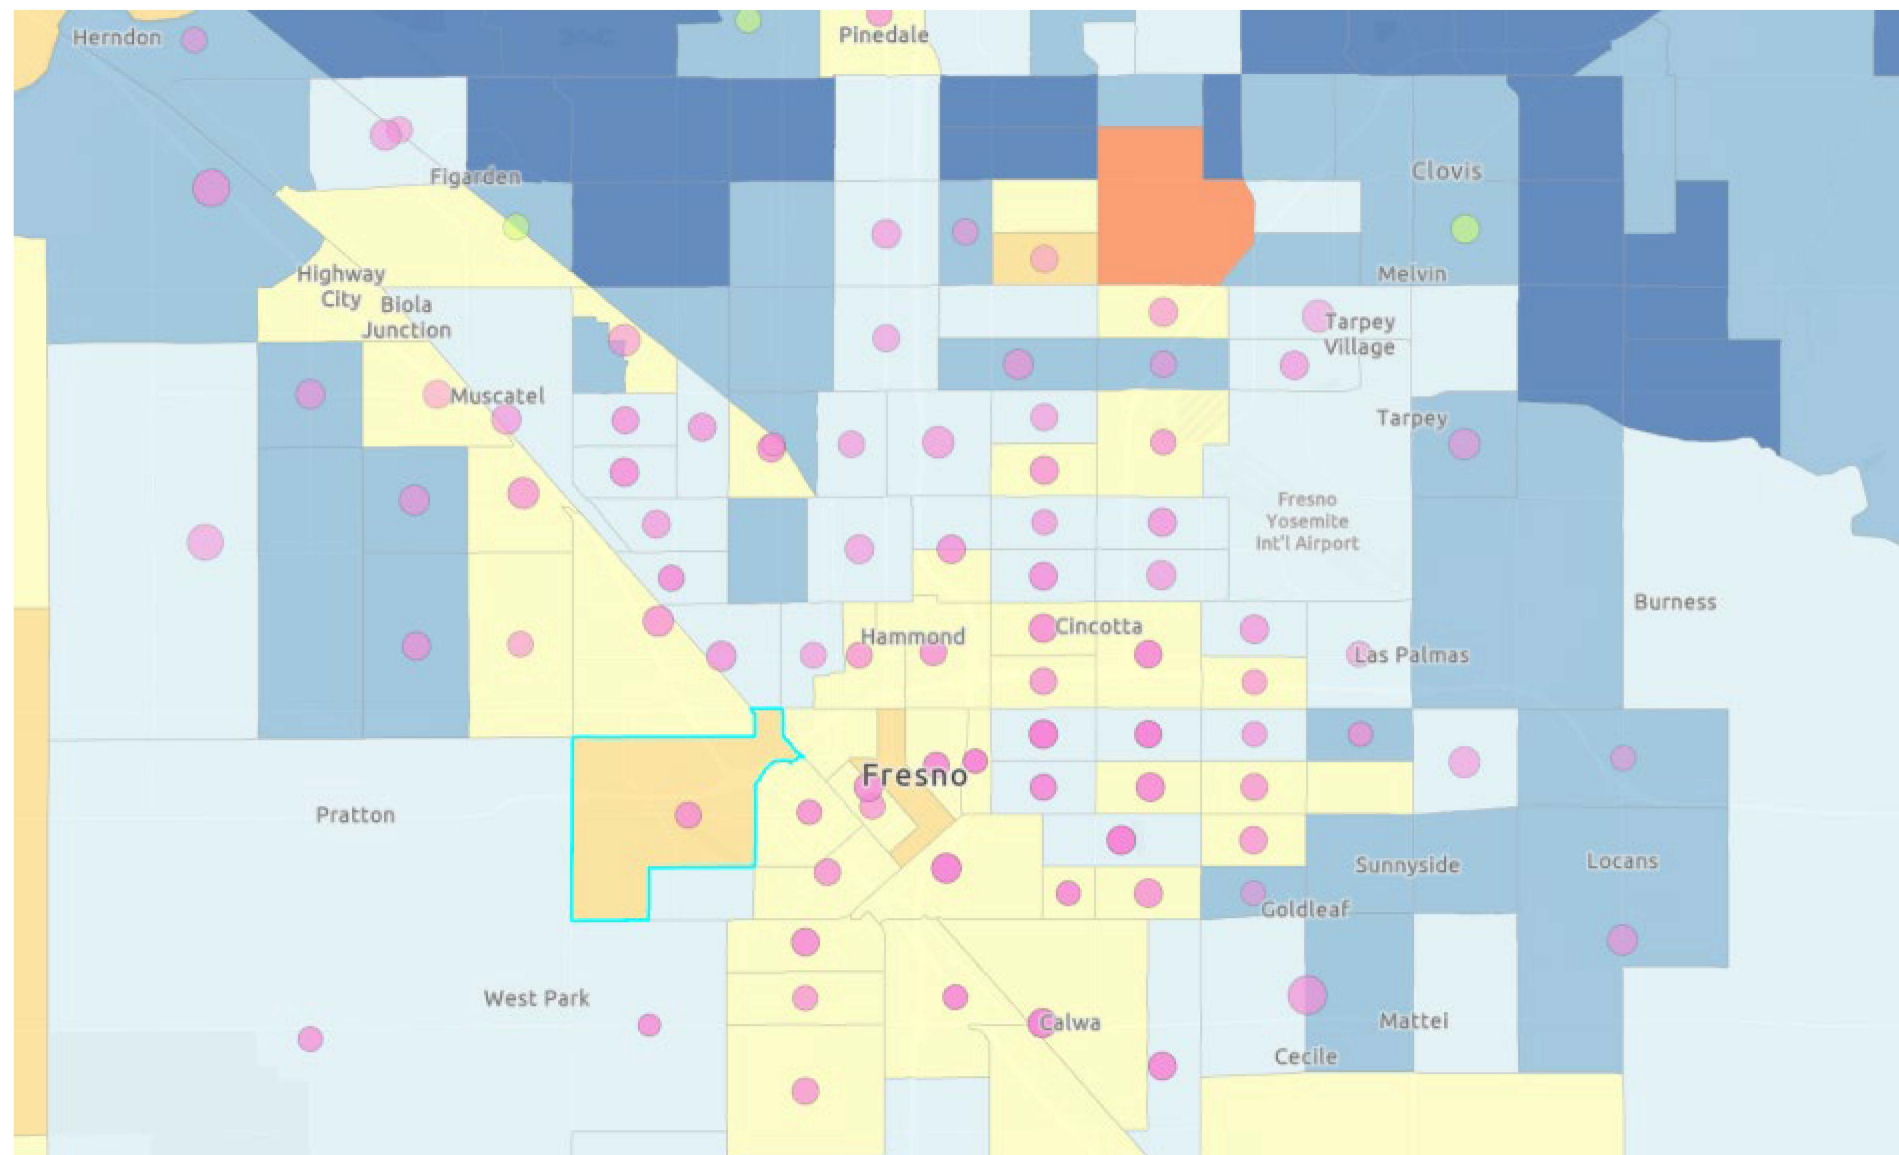 Herndon
Pinedale
Figarden
Clovis
Highway
City
Biola
Junction
Melvin
Tarpey
Village
Muscatel
Tarpey
Fresno
Yosemite
Int'l Airport
Burness
Hammond
Cincotta
Las Palmas
Fresno
Pratton
Sunnyside
Locans
Goldleaf
West Park
Calwa
Mattei
Cecile